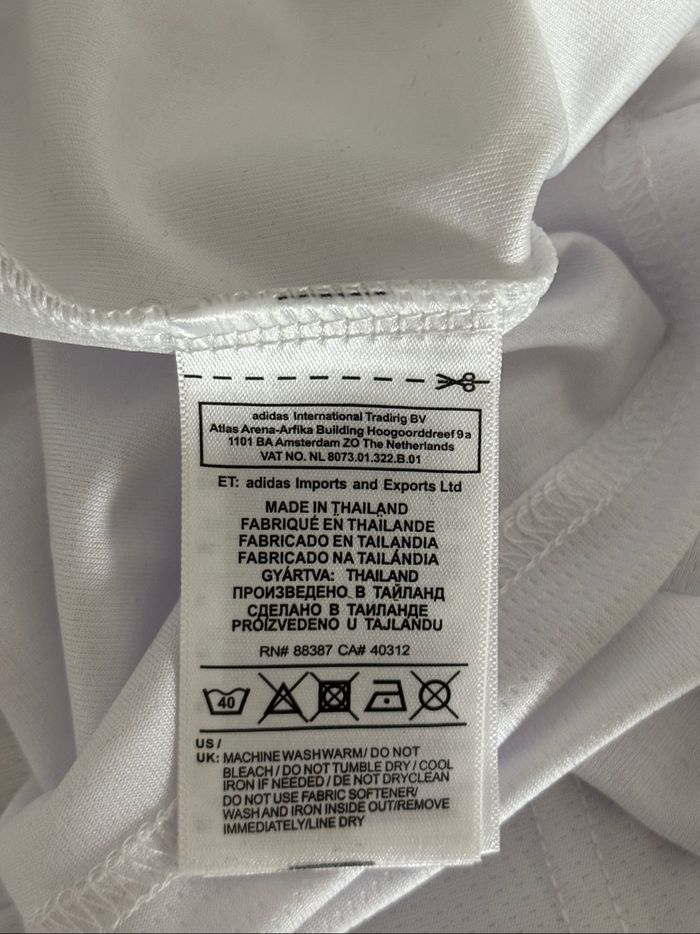 adidas International Tradirig BV
Atlas Arena-Arfika Building Hoogoorddreef 9 a
1101 BA Amsterdam ZO The Netherlands
VAT NO. NL 8073.01.322.B.01
ET: adidas Imports and Exports Ltd
MADE IN THAILAND
FABRIQUÉ EN THAÏLANDE
FABRICADO EN TAILANDIA
FABRICADO NA TAILÁNDIA
GYÁRTVA: THAILAND
ПРОИЗВЕДЕНО В ТАЙЛАНД
СДЕЛАНО В ТАИЛАНДЕ
PROIZVEDENO U TAJLANDU
RN# 88387 CA# 40312
40
US /
UK: MACHINE WASH WARM/ DO NOT
BLEACH / DO NOT TUMBLE DRY / COOL
IRON IF NEEDED / DE NOT DRYCLEAN
DO NOT USE FABRIC SOFTENER/
WASH AND IRON INSIDE OUT/REMOVE
IMMEDIATELY/LINE DRY